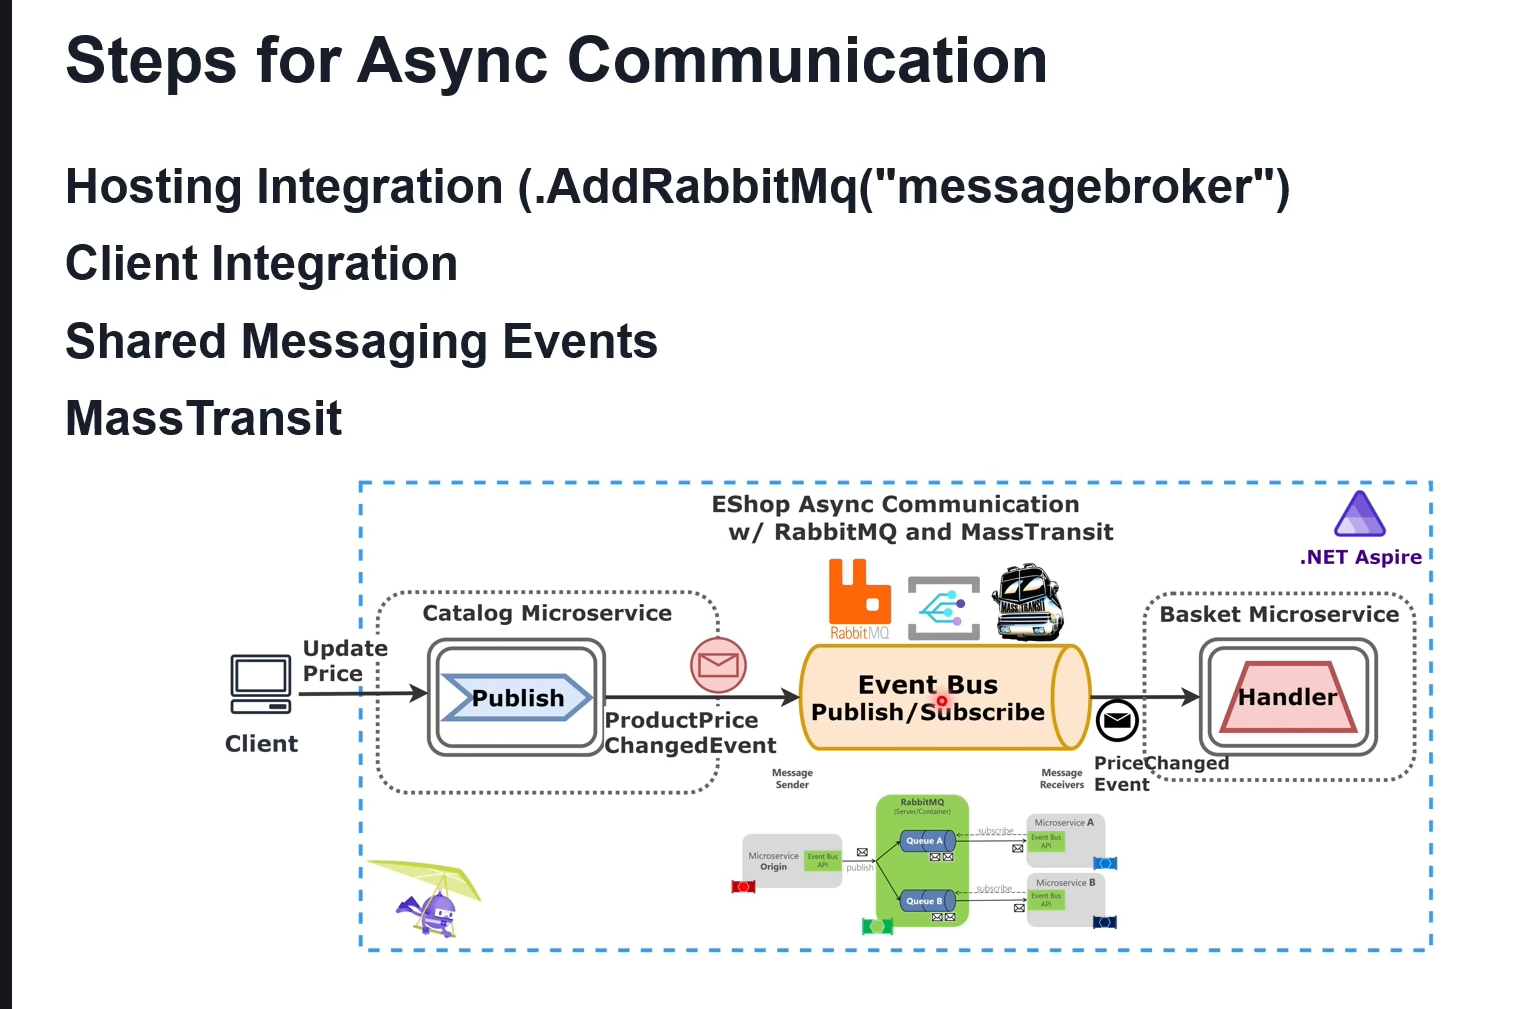 Steps for Async Communication
Hosting Integration (.AddRabbitMq("messagebroker")
Client Integration
Shared Messaging Events
MassTransit
EShop Async Communication
w/ RabbitMQ and MassTransit
.NET Aspire
RabbitMQ
MASS TRANSIT
Catalog Microservice
Basket Microservice
Update
Price
Client
Publish
ProductPrice
ChangedEvent
Event Bus
Publish/Subscribe
Handler
PriceChanged
Event
Message
Sender
Message
Receivers
RabbitMQ
(Server/Container)
Microservice
Origin
Event Bus
API
publish
Queue A
Queue B
subscribe
subscribe
Microservice A
Event Bus
API
Microservice B
Event Bus
API